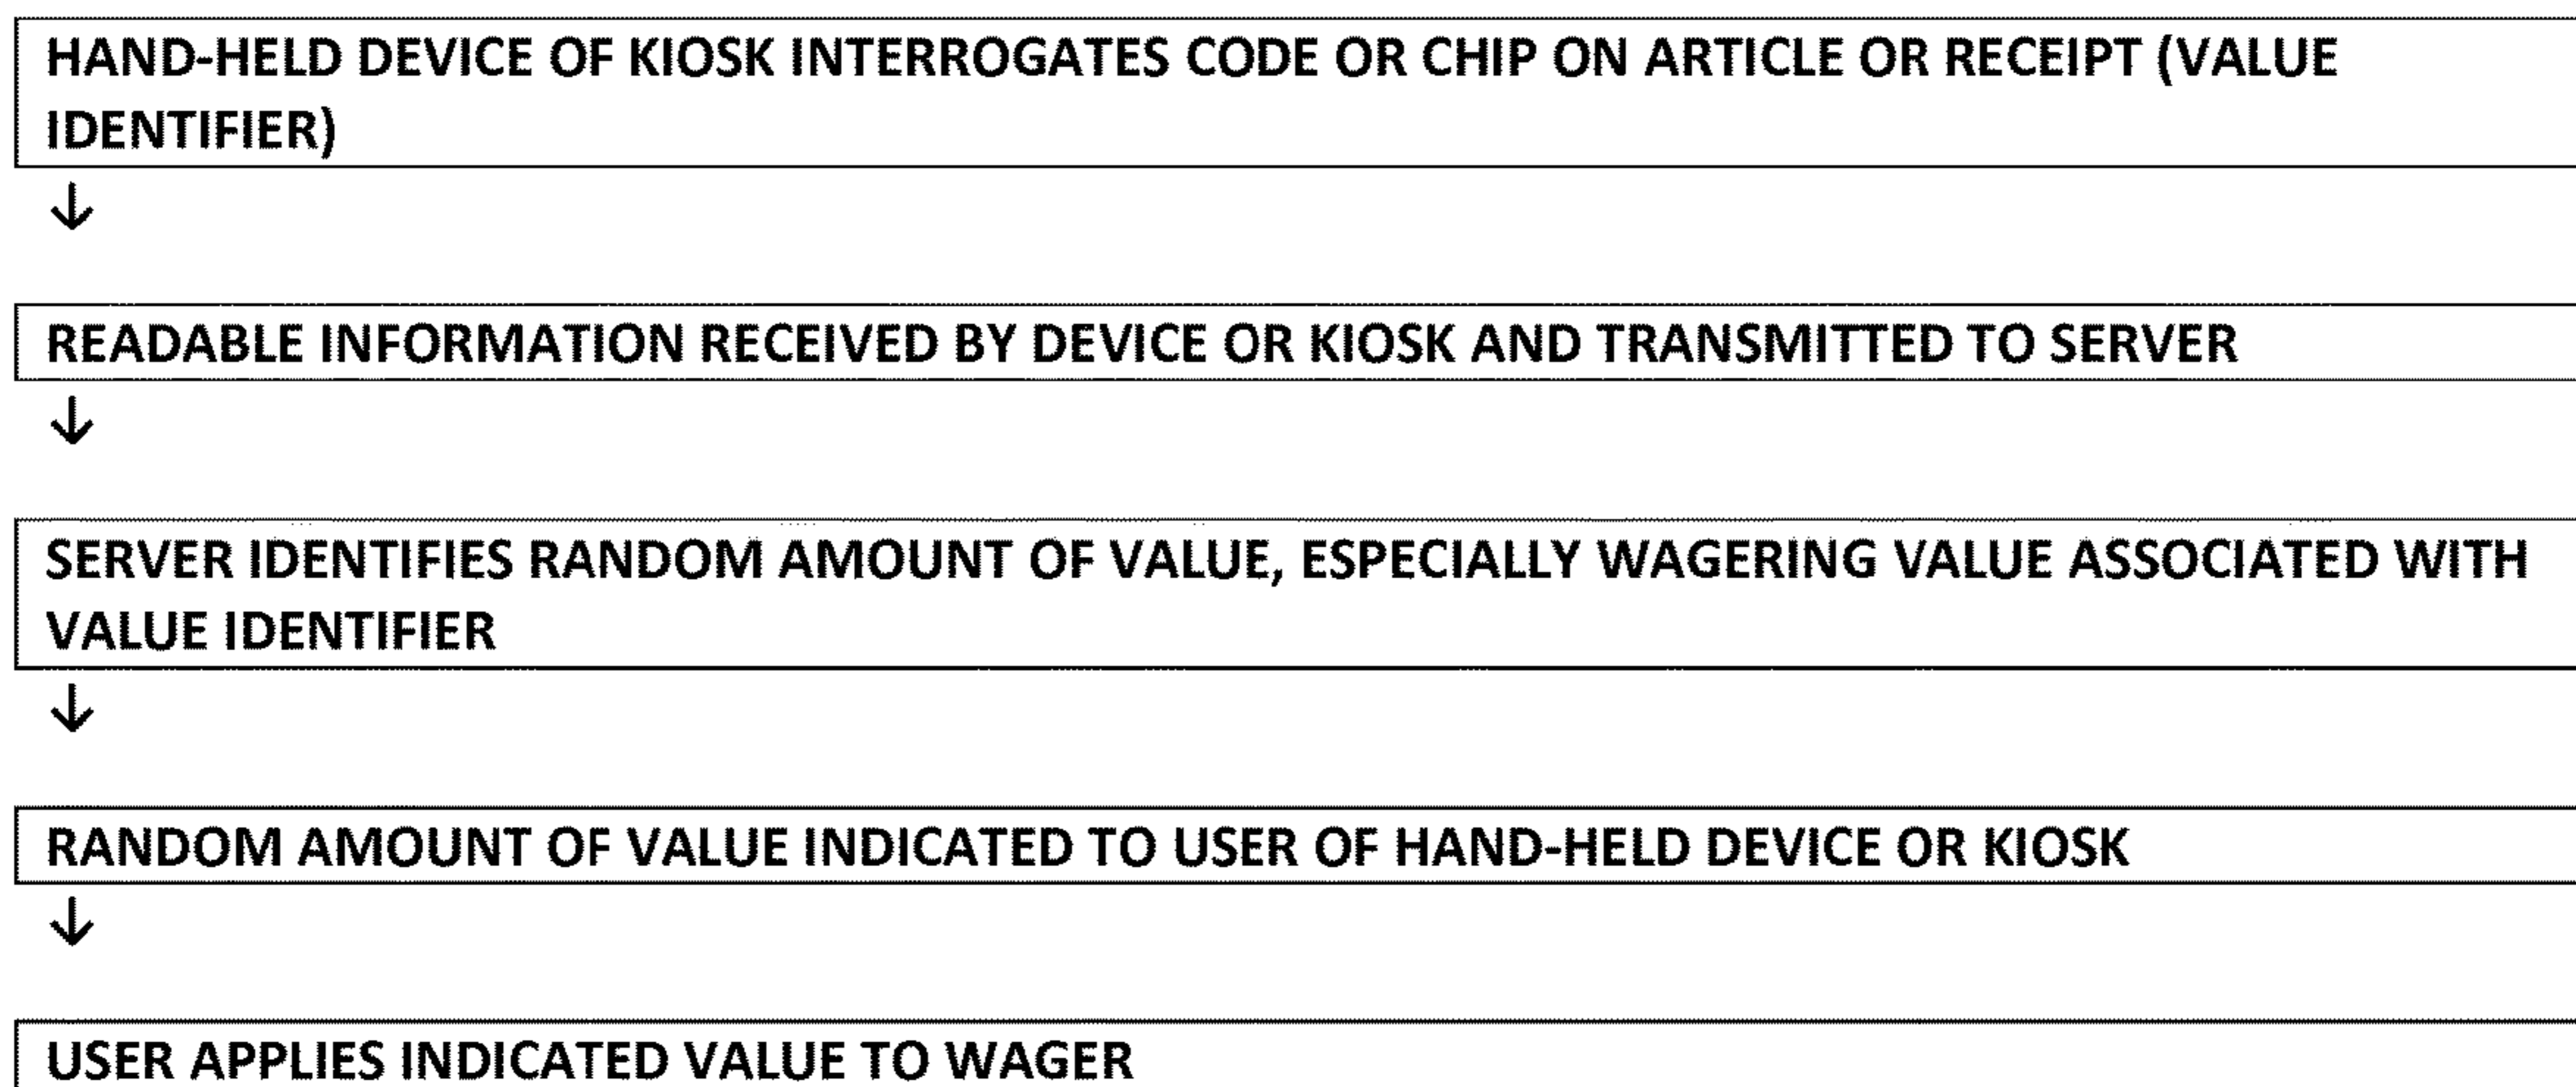 HAND-HELD DEVICE OF KIOSK INTERROGATES CODE OR CHIP ON ARTICLE OR RECEIPT (VALUE
IDENTIFIER)
↓
READABLE INFORMATION RECEIVED BY DEVICE OR KIOSK AND TRANSMITTED TO SERVER
↓
SERVER IDENTIFIES RANDOM AMOUNT OF VALUE, ESPECIALLY WAGERING VALUE ASSOCIATED WITH
VALUE IDENTIFIER
↓
RANDOM AMOUNT OF VALUE INDICATED TO USER OF HAND-HELD DEVICE OR KIOSK
↓
USER APPLIES INDICATED VALUE TO WAGER